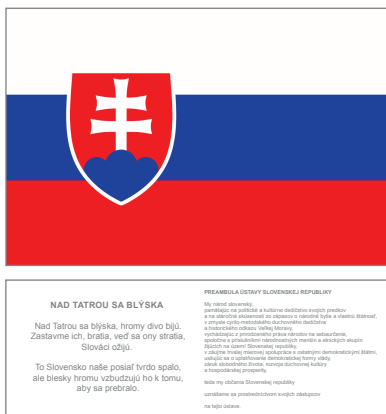 NAD TATROU SA BLÝSKA
Nad Tatrou sa blýska, hromy divo bijú.
Zastavme ich, bratia, veď sa ony stratia,
Slováci ožijú.
To Slovensko naše posiaľ tvrdo spalo,
ale blesky hromu vzbudzujú ho k tomu,
aby sa prebralo.
PREAMBULA ÚSTAVY SLOVENSKEJ REPUBLIKY
My, národ slovenský,
pamätajúc na politické a kultúrne dedičstvo svojich predkov
a na stáročné skúsenosti zo zápasov o národné bytie a vlastnú štátnosť,
v zmysle cyrilo-metodského duchovného dedičstva
a historického odkazu Veľkej Moravy,
vychádzajúc z prirodzeného práva národov na sebaurčenie,
spoločne s príslušníkmi národnostných menšín a etnických skupín
žijúcich na území Slovenskej republiky,
v záujme trvalej mierovej spolupráce s ostatnými demokratickými štátmi,
usilujúc sa o uplatňovanie demokratickej formy vlády,
záruk slobodného života, rozvoja duchovnej kultúry
a hospodárskej prosperity,
teda my, občania Slovenskej republiky
uznášame sa prostredníctvom svojich zástupcov
na tejto ústave.